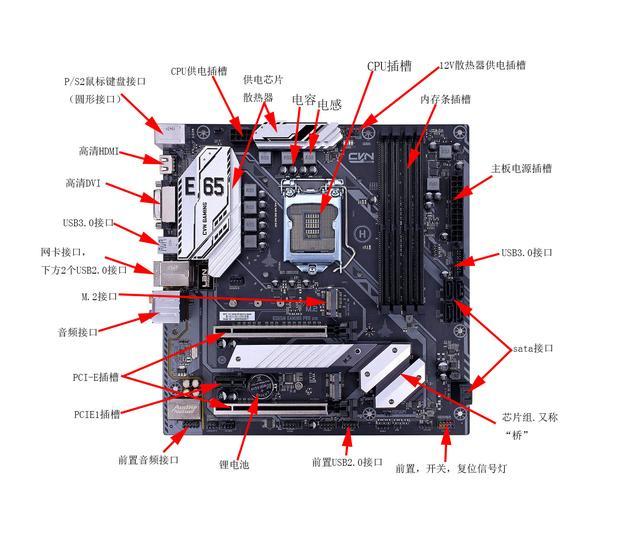 CPU供电插槽
供电芯片
散热器
电容
电感
CPU插槽
12V散热器供电插槽
内存条插槽
P/S2鼠标键盘接口
（圆形接口）
高清HDMI
高清DVI
USB3.0接口
网卡接口，
下方2个USB2.0接口
M.2接口
音频接口
PCI-E插槽
PCIE1插槽
前置音频接口
锂电池
前置USB2.0接口
前置，开关，复位信号灯
芯片组.又称
“桥”
sata接口
USB3.0接口
主板电源插槽
E 65
CVN GAMING
CVN
H
M.2